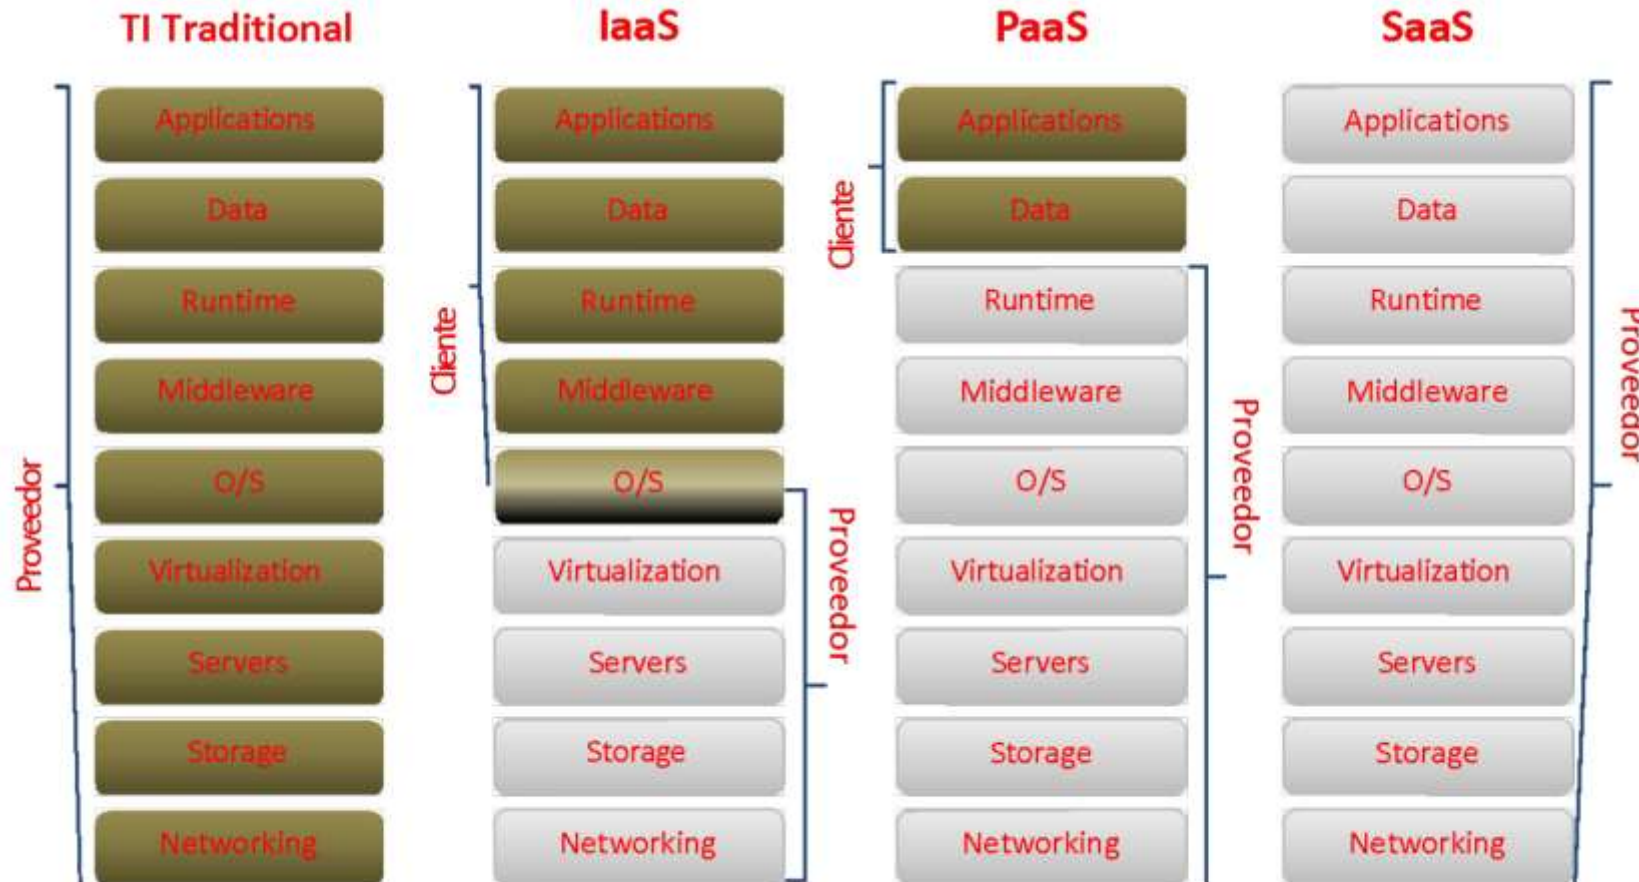 TI Traditional
Applications
Data
Runtime
Middleware
O/S
Virtualization
Servers
Storage
Networking
Proveedor
IaaS
Applications
Data
Runtime
Middleware
O/S
Virtualization
Servers
Storage
Networking
Cliente
Proveedor
PaaS
Applications
Data
Runtime
Middleware
O/S
Virtualization
Servers
Storage
Networking
Cliente
Proveedor
SaaS
Applications
Data
Runtime
Middleware
O/S
Virtualization
Servers
Storage
Networking
Proveedor